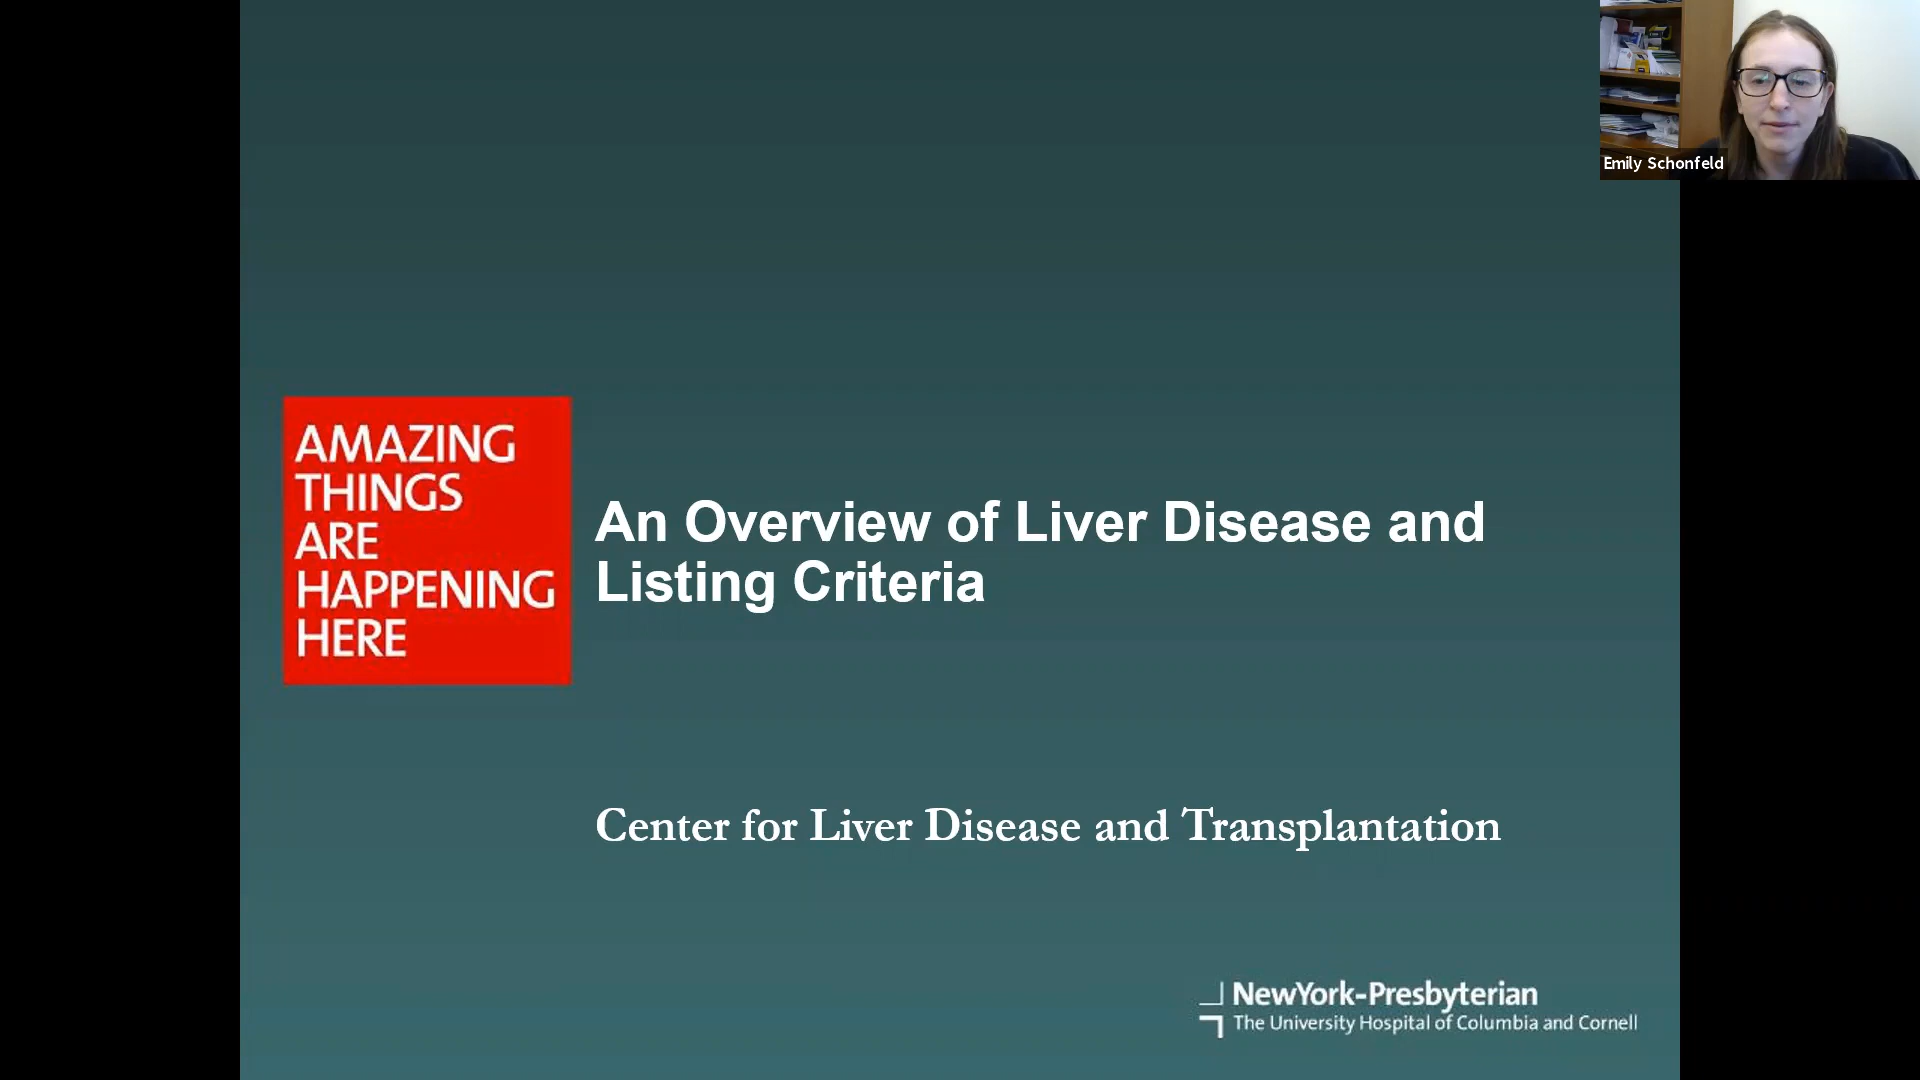 Emily Schonfeld
AMAZING
THINGS
ARE
HAPPENING
HERE
An Overview of Liver Disease and
Listing Criteria
Center for Liver Disease and Transplantation
NewYork-Presbyterian
The University Hospital of Columbia and Cornell